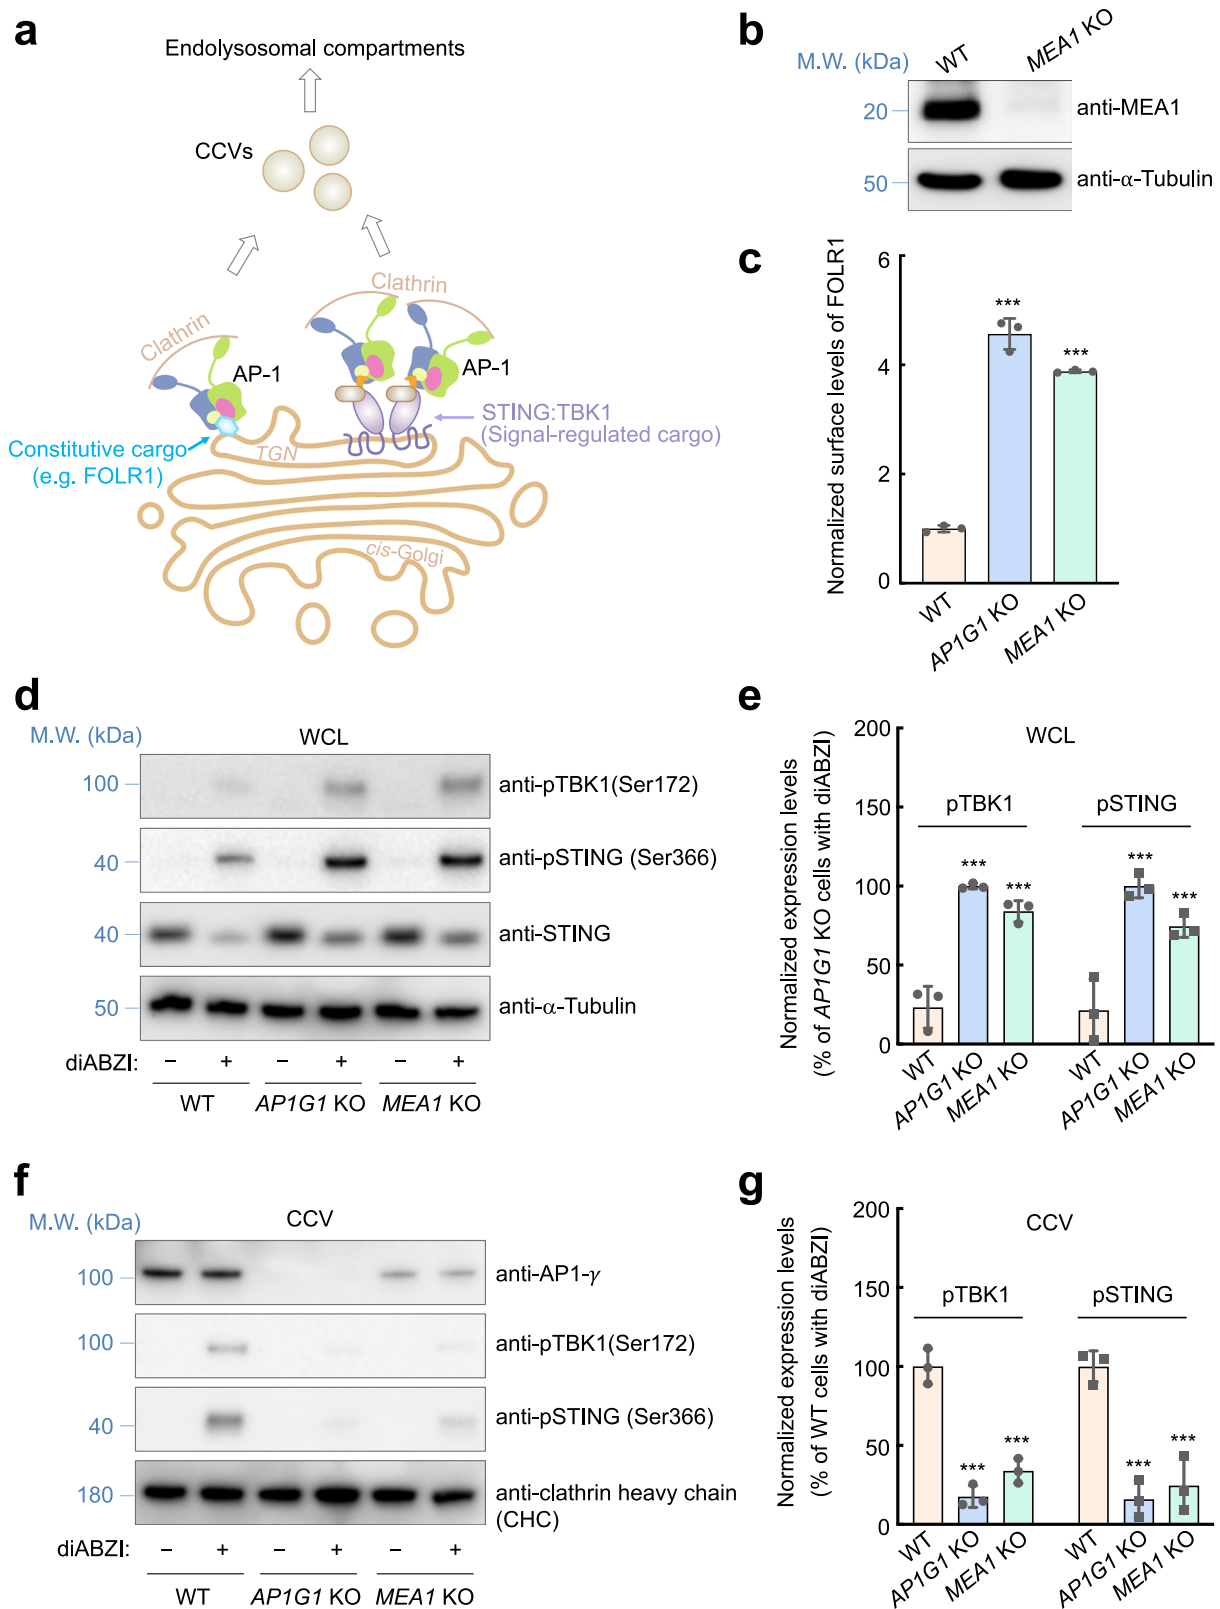 a
Endolysosomal compartments
CCVs
Clathrin
Clathrin
AP-1
AP-1
STING:TBK1
(Signal-regulated cargo)
Constitutive cargo
(e.g. FOLR1)
TGN
cis-Golgi
b
M.W. (kDa)
WT
MEA1 KO
20
anti-MEA1
50
anti-α-Tubulin
c
Normalized surface levels of FOLR1
6
4
2
0
***
***
WT
AP1G1 KO
MEA1 KO
d
M.W. (kDa)
WCL
100
anti-pTBK1(Ser172)
40
anti-pSTING (Ser366)
40
anti-STING
50
anti-α-Tubulin
diABZI: − + − + − +
WT AP1G1 KO MEA1 KO
e
Normalized expression levels
(% of AP1G1 KO cells with diABZI)
200
150
100
50
0
WCL
pTBK1
pSTING
*** *** *** ***
WT
AP1G1 KO
MEA1 KO
WT
AP1G1 KO
MEA1 KO
f
M.W. (kDa)
CCV
100
anti-AP1-γ
100
anti-pTBK1(Ser172)
40
anti-pSTING (Ser366)
180
anti-clathrin heavy chain
(CHC)
diABZI: − + − + − +
WT AP1G1 KO MEA1 KO
g
Normalized expression levels
(% of WT cells with diABZI)
200
150
100
50
0
CCV
pTBK1
pSTING
*** *** *** ***
WT
AP1G1 KO
MEA1 KO
WT
AP1G1 KO
MEA1 KO